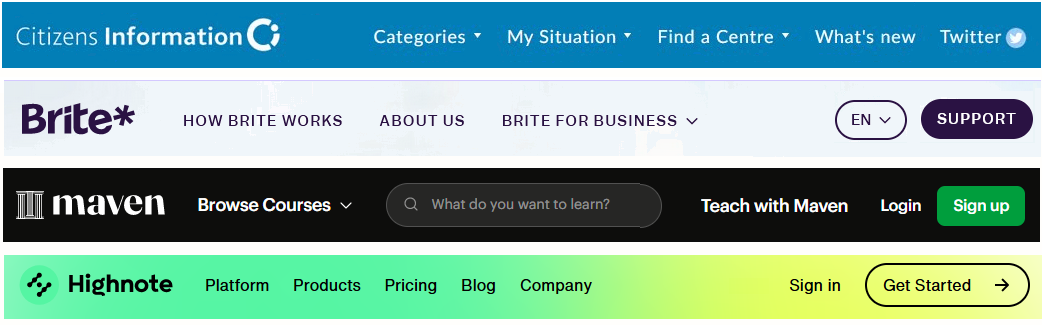 Citizens Information Categories My Situation Find a Centre What's new Twitter
Brite* HOW BRITE WORKS ABOUT US BRITE FOR BUSINESS EN SUPPORT
maven Browse Courses What do you want to learn? Teach with Maven Login Sign up
Highnote Platform Products Pricing Blog Company Sign in Get Started